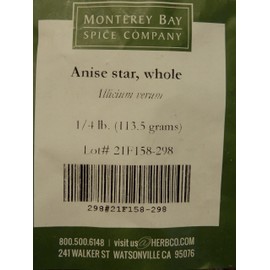 MONTEREY BAY
SPICE COMPANY
Anise star, whole
Illicium verum
1/4 lb. (113.5 grams)
Lot# 21F158-298
298#21F158-298
800.500.6148 | visit us@HERBCO.COM
241 WALKER ST WATSONVILLE CA 95076